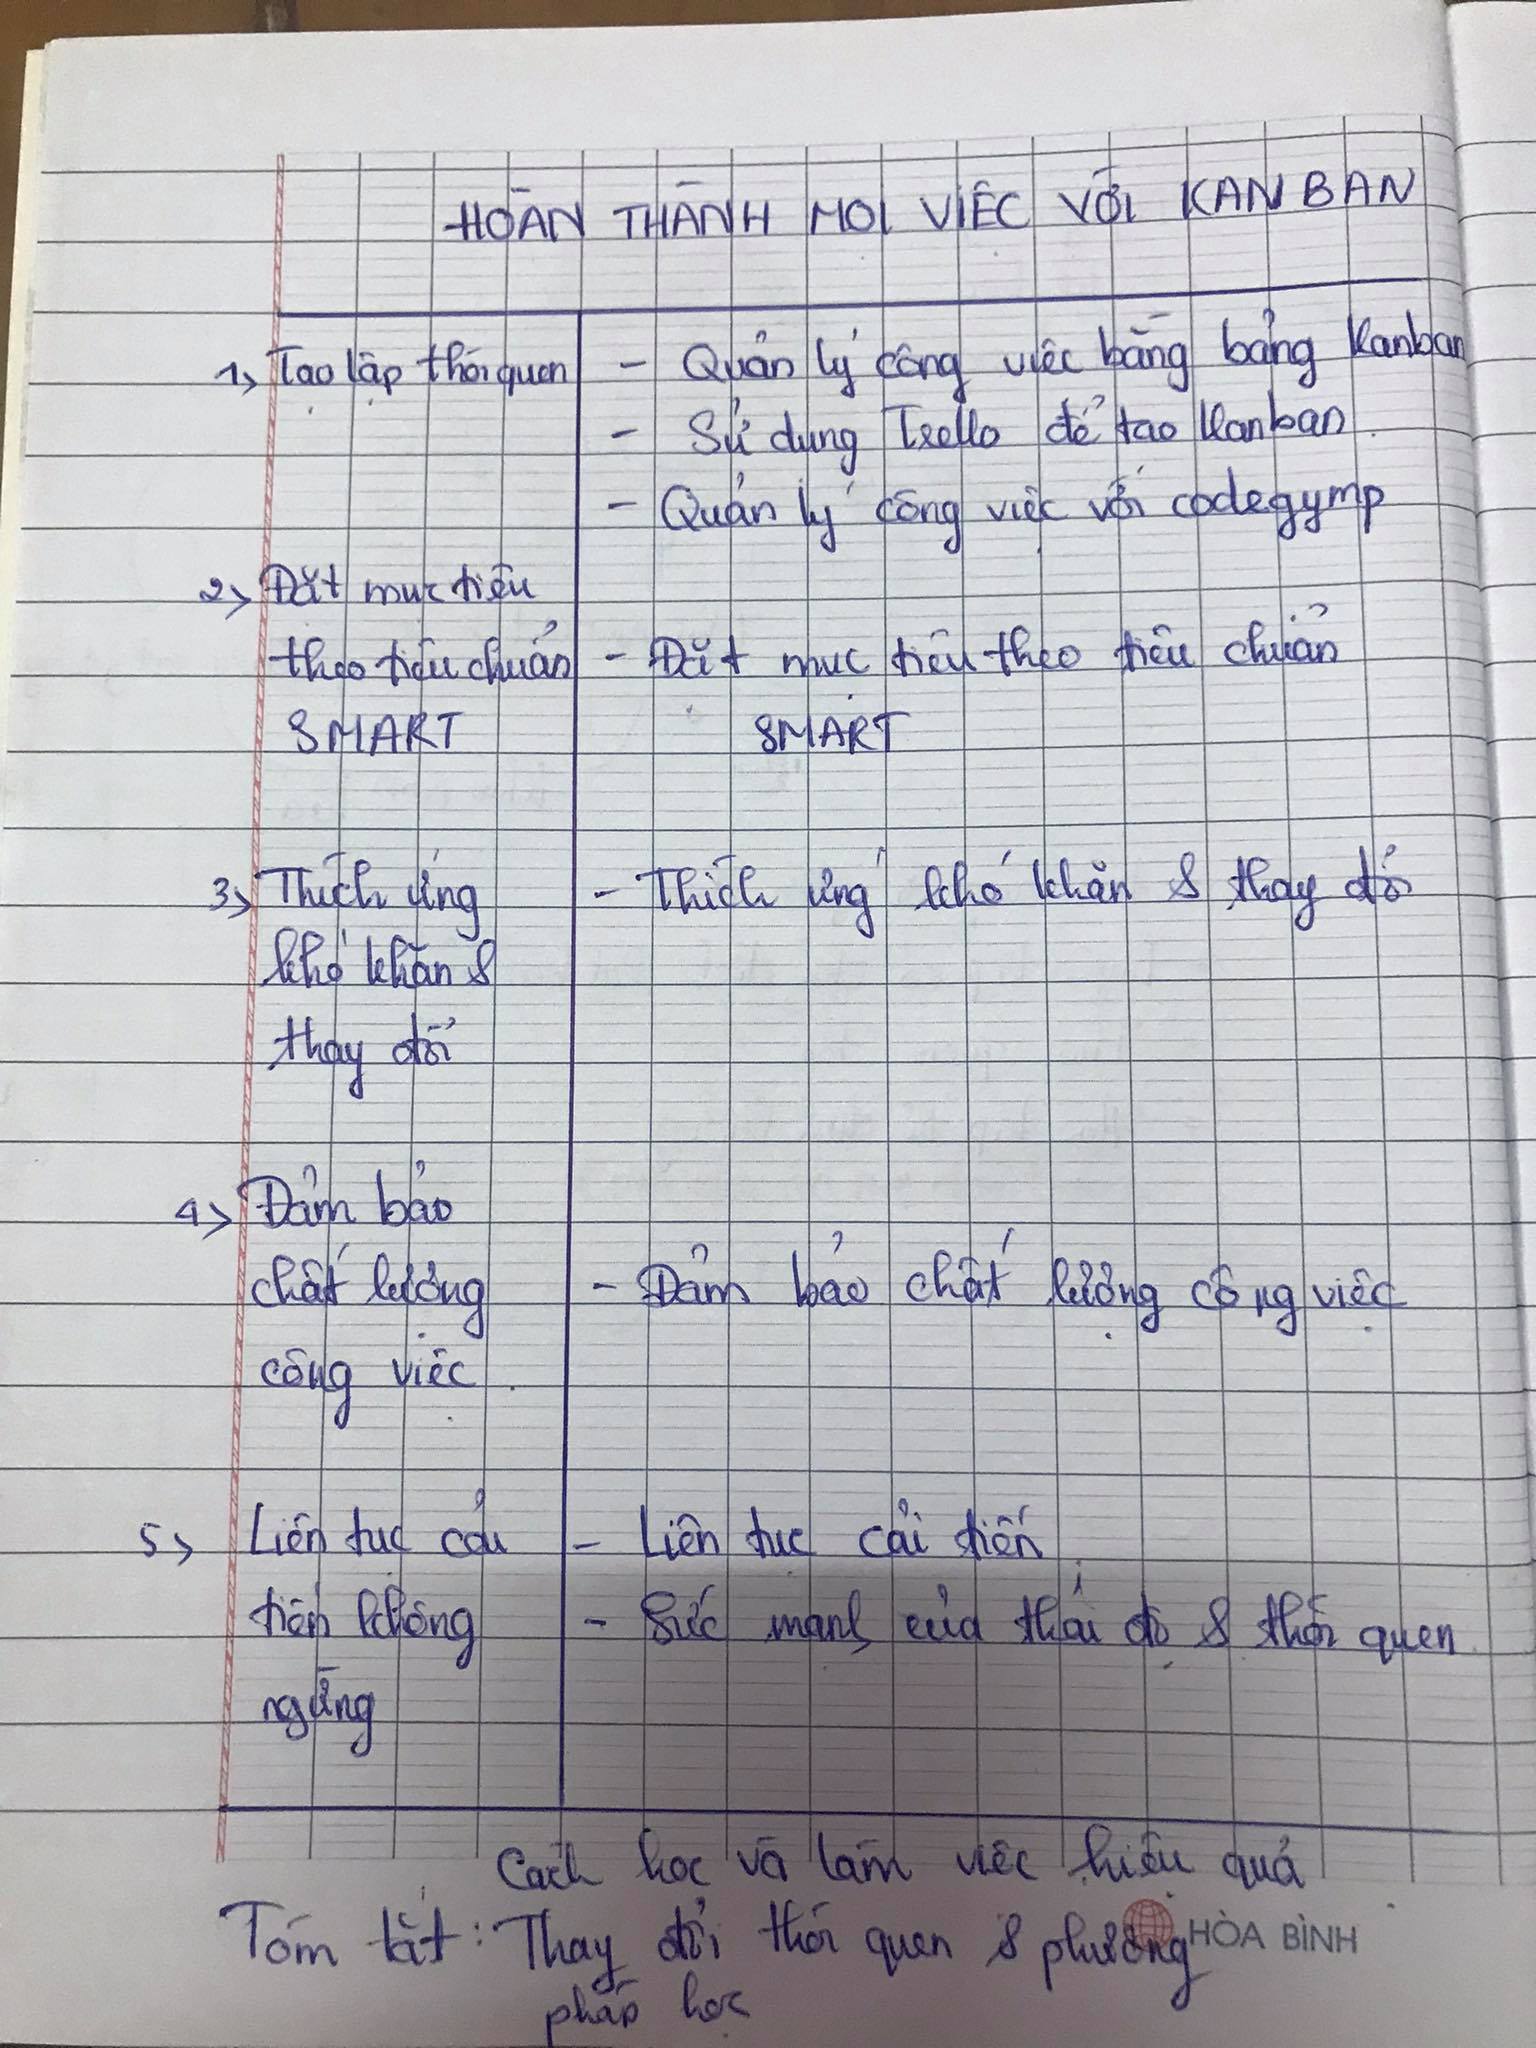 HOÀN THÀNH MỌI VIỆC VỚI KANBAN
1> Tạo lập thói quen
- Quản lý công việc bằng bảng Kanban
- Sử dụng Trello để tạo Kanban.
- Quản lý công việc với codegymp
2> Đặt mục tiêu
theo tiêu chuẩn
SMART
- Đặt mục tiêu theo tiêu chuẩn
SMART
3> Thích ứng
khó khăn &
thay đổi
- Thích ứng khó khăn & thay đổi
4> Đảm bảo
chất lượng
công việc.
- Đảm bảo chất lượng công việc
5> Liên tục cải
tiến không
ngừng
- Liên tục cải tiến
- Sức mạnh của thái độ & thói quen
Cách học và làm việc hiệu quả
Tóm tắt: Thay đổi thói quen & phương
pháp học
HÒA BÌNH